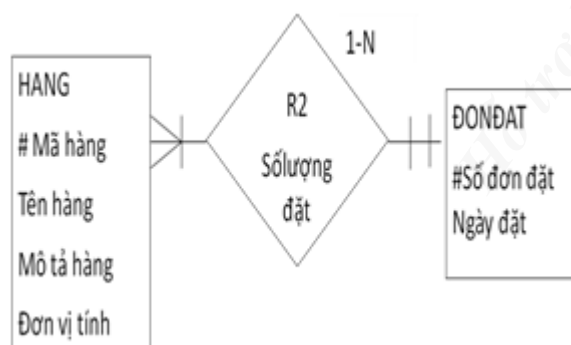 HANG
# Mã hàng
Tên hàng
Mô tả hàng
Đơn vị tính
1-N
R2
Sốlượng
đặt
ĐONĐAT
#Số đơn đặt
Ngày đặt